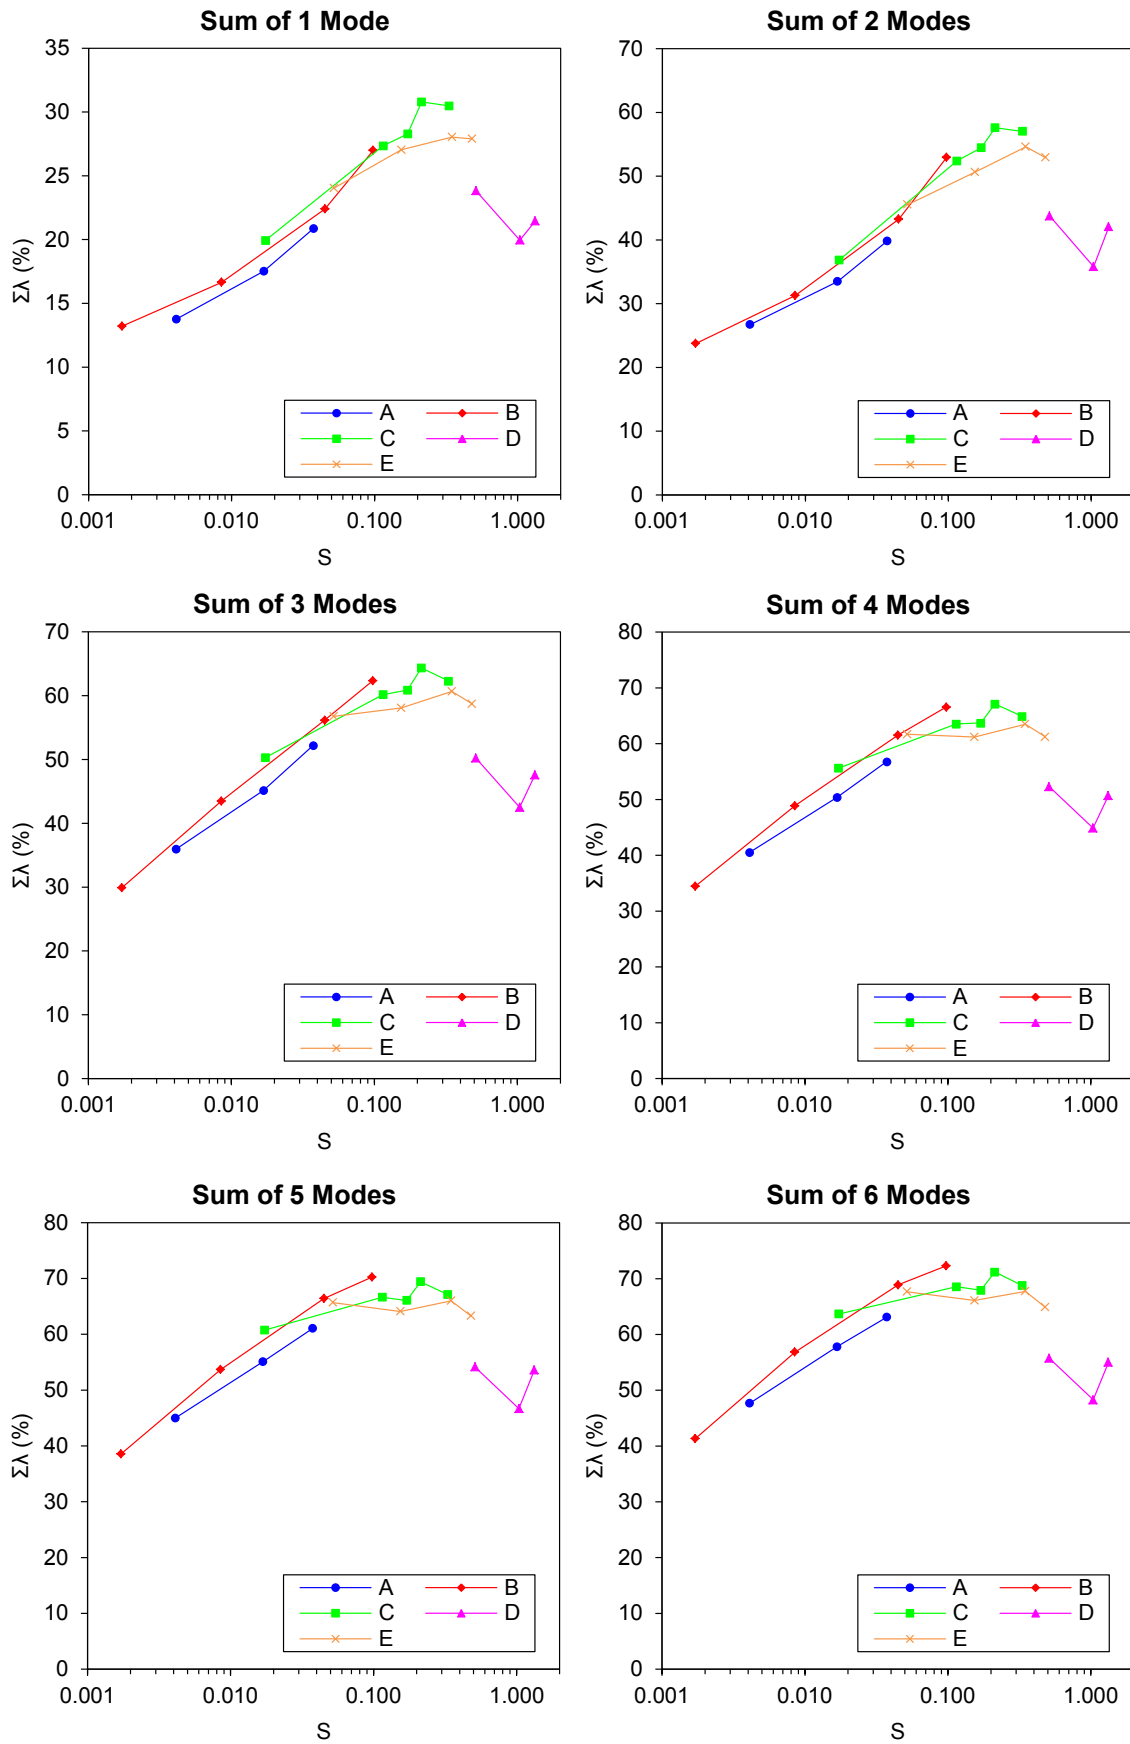 Sum of 1 Mode
35
30
25
20
15
10
5
0
Σλ (%)
0.001 0.010 0.100 1.000
S
A B
C D
E
Sum of 2 Modes
70
60
50
40
30
20
10
0
Σλ (%)
0.001 0.010 0.100 1.000
S
A B
C D
E
Sum of 3 Modes
70
60
50
40
30
20
10
0
Σλ (%)
0.001 0.010 0.100 1.000
S
A B
C D
E
Sum of 4 Modes
80
70
60
50
40
30
20
10
0
Σλ (%)
0.001 0.010 0.100 1.000
S
A B
C D
E
Sum of 5 Modes
80
70
60
50
40
30
20
10
0
Σλ (%)
0.001 0.010 0.100 1.000
S
A B
C D
E
Sum of 6 Modes
80
70
60
50
40
30
20
10
0
Σλ (%)
0.001 0.010 0.100 1.000
S
A B
C D
E